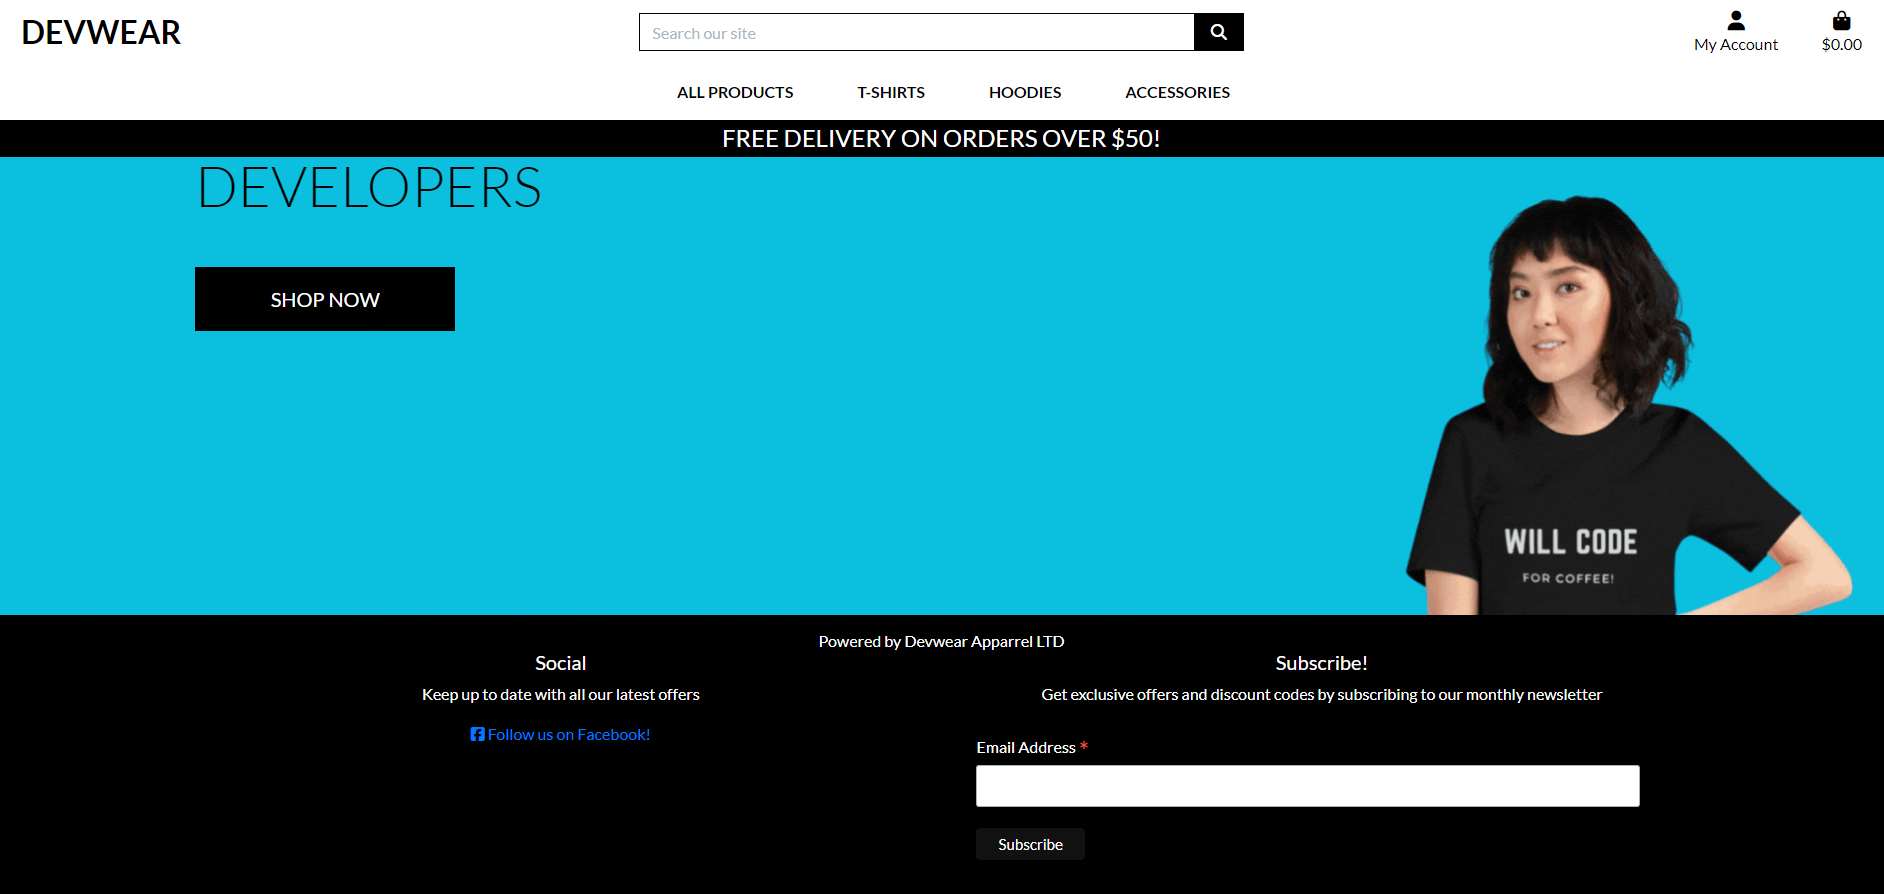 DEVWEAR
Search our site
My Account
$0.00
ALL PRODUCTS
T-SHIRTS
HOODIES
ACCESSORIES
FREE DELIVERY ON ORDERS OVER $50!
DEVELOPERS
SHOP NOW
WILL CODE
FOR COFFEE!
Powered by Devwear Apparrel LTD
Social
Keep up to date with all our latest offers
Follow us on Facebook!
Subscribe!
Get exclusive offers and discount codes by subscribing to our monthly newsletter
Email Address *
Subscribe